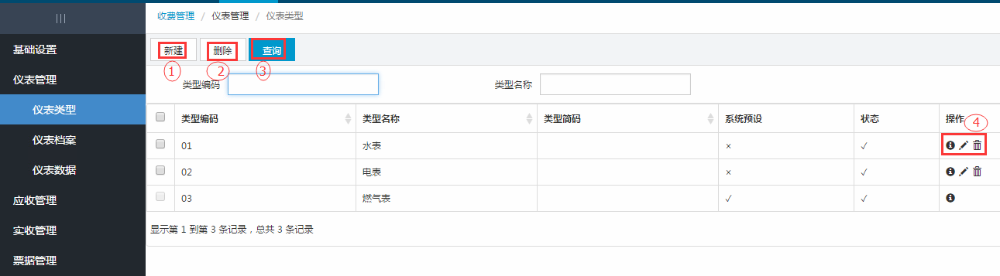 收费管理 / 仪表管理 / 仪表类型
基础设置
仪表管理
仪表类型
仪表档案
仪表数据
应收管理
实收管理
票据管理
新建 删除 查询
1 2 3
类型编码 类型名称
类型编码 类型名称 类型简码 系统预设 状态 操作
4
01 水表 × √
02 电表 × √
03 燃气表 √ √
显示第 1 到第 3 条记录，总共 3 条记录